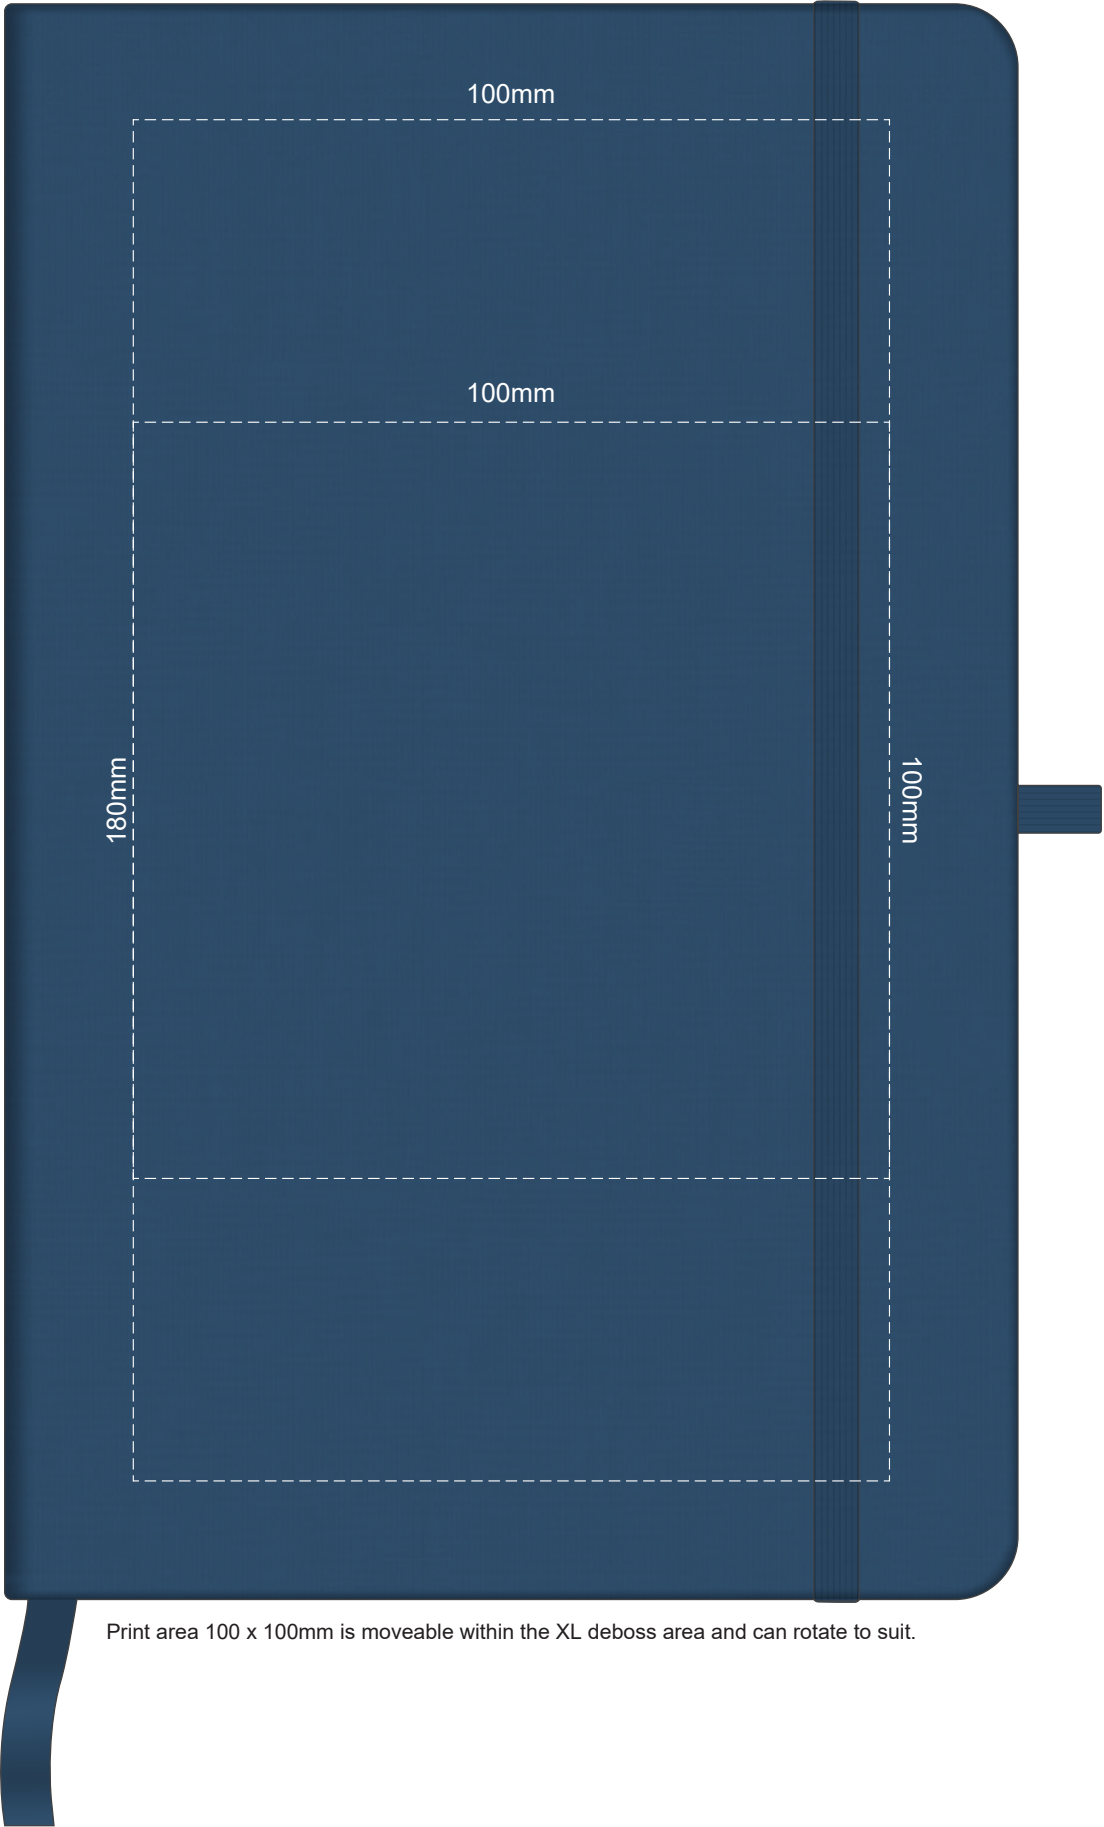 100mm
100mm
180mm
100mm
Print area 100 x 100mm is moveable within the XL deboss area and can rotate to suit.